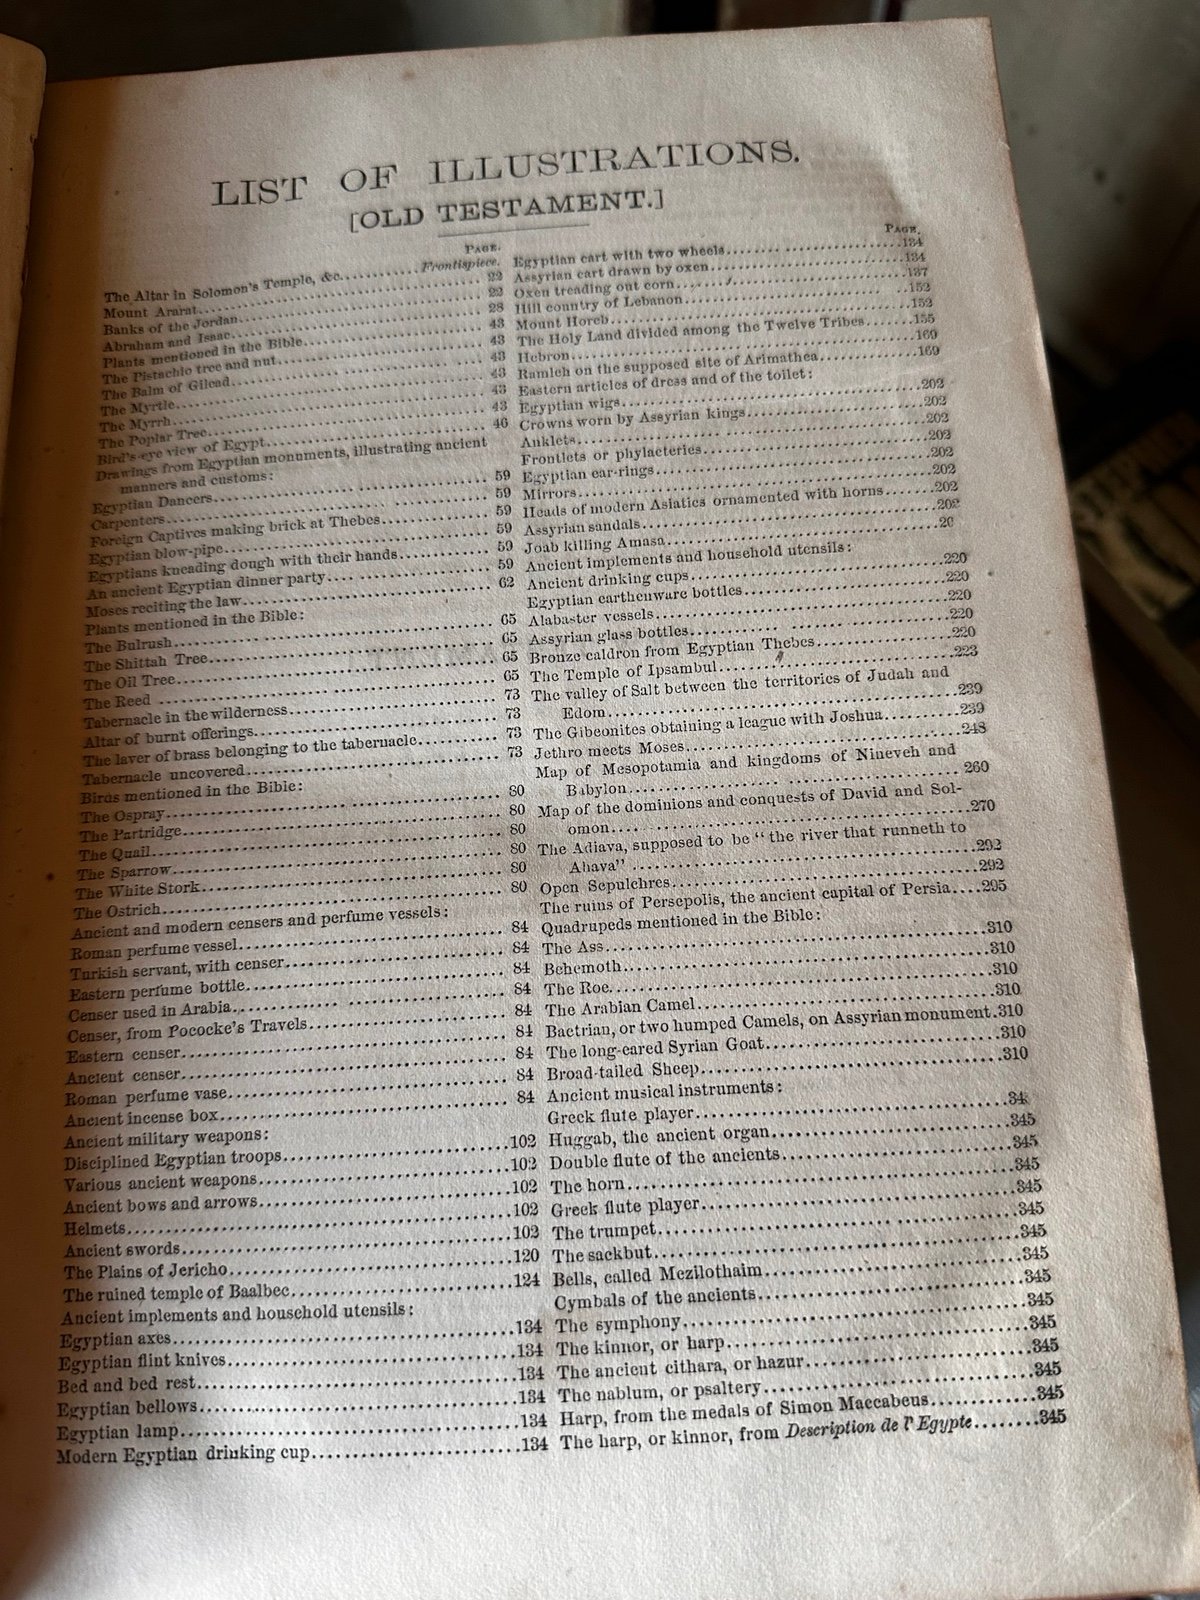 LIST OF ILLUSTRATIONS.
[OLD TESTAMENT.]
PAGE.
The Altar in Solomon's Temple, &c..........Frontispiece.
Mount Ararat..........22
Banks of the Jordan..........22
Abraham and Isaac..........28
Plants mentioned in the Bible..........43
The Pistachio tree and nut..........43
The Balm of Gilead..........43
The Myrtle..........43
The Myrrh..........43
The Poplar Tree..........43
Bird's-eye view of Egypt..........46
Drawings from Egyptian monuments, illustrating ancient
manners and customs:
Egyptian Dancers..........59
Carpenters..........59
Foreign Captives making brick at Thebes..........59
Egyptian blow-pipe..........59
Egyptians kneading dough with their hands..........59
An ancient Egyptian dinner party..........59
Moses reciting the law..........62
Plants mentioned in the Bible:
The Bulrush..........65
The Shittah Tree..........65
The Oil Tree..........65
The Reed..........65
Tabernacle in the wilderness..........73
Altar of burnt offerings..........73
The laver of brass belonging to the tabernacle..........73
Tabernacle uncovered..........73
Birds mentioned in the Bible:
The Ospray..........80
The Partridge..........80
The Quail..........80
The Sparrow..........80
The White Stork..........80
The Ostrich..........80
Ancient and modern censers and perfume vessels:
Roman perfume vessel..........84
Turkish servant, with censer..........84
Eastern perfume bottle..........84
Censer used in Arabia..........84
Censer, from Pococke's Travels..........84
Eastern censer..........84
Ancient censer..........84
Roman perfume vase..........84
Ancient incense box..........84
Ancient military weapons:
Disciplined Egyptian troops..........102
Various ancient weapons..........102
Ancient bows and arrows..........102
Helmets..........102
Ancient swords..........102
The Plains of Jericho..........120
The ruined temple of Baalbec..........124
Ancient implements and household utensils:
Egyptian axes..........134
Egyptian flint knives..........134
Bed and bed rest..........134
Egyptian bellows..........134
Egyptian lamp..........134
Modern Egyptian drinking cup..........134
PAGE.
Egyptian cart with two wheels..........134
Assyrian cart drawn by oxen..........134
Oxen treading out corn..........137
Hill country of Lebanon..........152
Mount Horeb..........152
The Holy Land divided among the Twelve Tribes..........155
Hebron..........169
Ramleh on the supposed site of Arimathea..........169
Eastern articles of dress and of the toilet:
Egyptian wigs..........202
Crowns worn by Assyrian kings..........202
Anklets..........202
Frontlets or phylacteries..........202
Egyptian ear-rings..........202
Mirrors..........202
Heads of modern Asiatics ornamented with horns..........202
Assyrian sandals..........202
Joab killing Amasa..........
Ancient implements and household utensils:
Ancient drinking cups..........220
Egyptian earthenware bottles..........220
Alabaster vessels..........220
Assyrian glass bottles..........220
Bronze caldron from Egyptian Thebes..........220
The Temple of Ipsambul..........223
The valley of Salt between the territories of Judah and
Edom..........239
The Gibeonites obtaining a league with Joshua..........239
Jethro meets Moses..........248
Map of Mesopotamia and kingdoms of Nineveh and
Babylon..........260
Map of the dominions and conquests of David and Sol-
omon..........270
The Adiava, supposed to be "the river that runneth to
Ahava"..........292
Open Sepulchres..........292
The ruins of Persepolis, the ancient capital of Persia....295
Quadrupeds mentioned in the Bible:
The Ass..........310
Behemoth..........310
The Roe..........310
The Arabian Camel..........310
Bactrian, or two humped Camels, on Assyrian monument.310
The long-eared Syrian Goat..........310
Broad-tailed Sheep..........310
Ancient musical instruments:
Greek flute player..........
Huggab, the ancient organ..........345
Double flute of the ancients..........345
The horn..........345
Greek flute player..........345
The trumpet..........345
The sackbut..........345
Bells, called Mezilothaim..........345
Cymbals of the ancients..........345
The symphony..........345
The kinnor, or harp..........345
The ancient cithara, or hazur..........345
The nablum, or psaltery..........345
Harp, from the medals of Simon Maccabeus..........345
The harp, or kinnor, from Description de l'Egypte........345